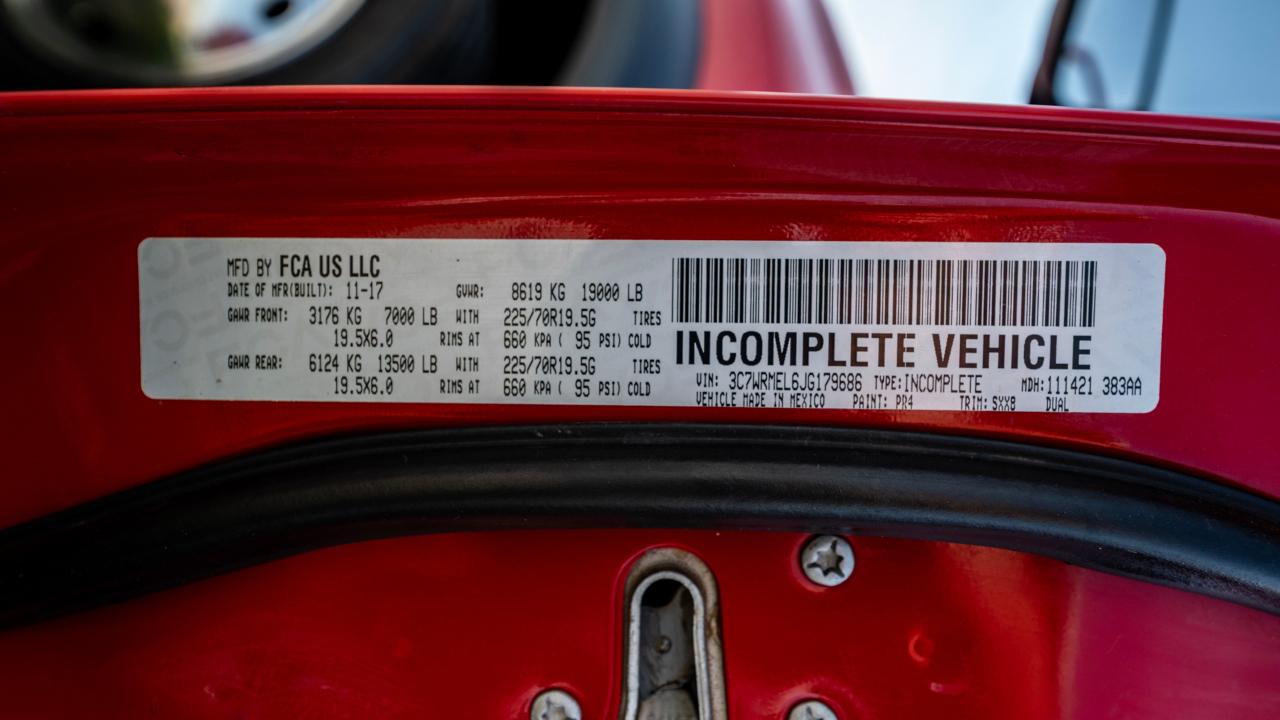 MFD BY FCA US LLC
DATE OF MFR(BUILT): 11-17 GVWR: 8619 KG 19000 LB
GAWR FRONT: 3176 KG 7000 LB WITH 225/70R19.5G TIRES
19.5X6.0 RIMS AT 660 KPA ( 95 PSI) COLD
GAWR REAR: 6124 KG 13500 LB WITH 225/70R19.5G TIRES
19.5X6.0 RIMS AT 660 KPA ( 95 PSI) COLD
INCOMPLETE VEHICLE
VIN: 3C7WRMEL6JG179686 TYPE:INCOMPLETE MDH:111421 383AA
VEHICLE MADE IN MEXICO PAINT: PR4 TRIM: SXX8 DUAL